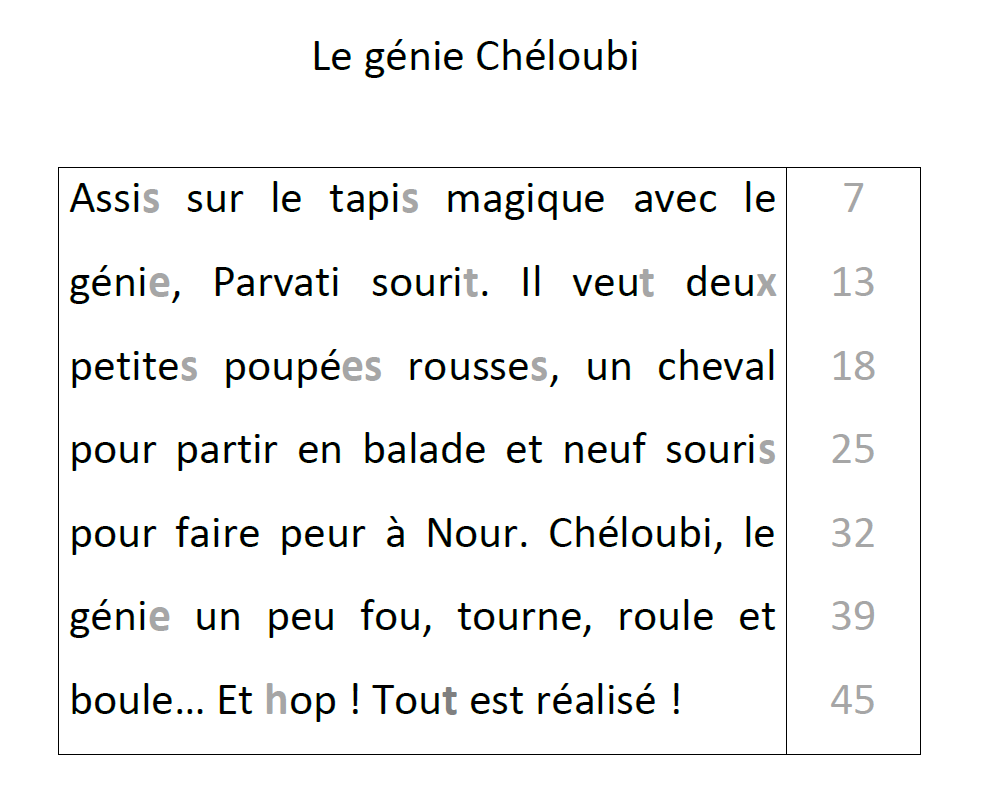 Le génie Chéloubi
Assis sur le tapis magique avec le 7
génie, Parvati sourit. Il veut deux 13
petites poupées rousses, un cheval 18
pour partir en balade et neuf souris 25
pour faire peur à Nour. Chéloubi, le 32
génie un peu fou, tourne, roule et 39
boule... Et hop ! Tout est réalisé ! 45